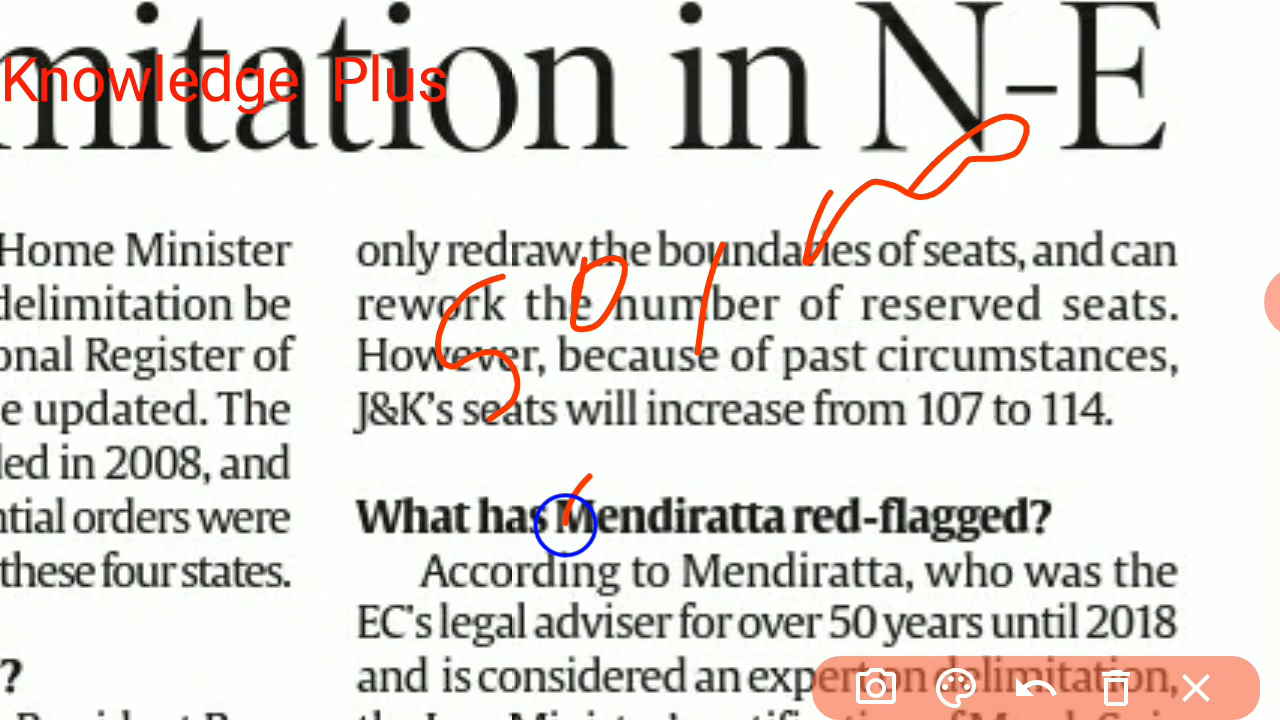 mitation in N-E
Knowledge Plus
Home Minister
delimitation be
onal Register of
e updated. The
led in 2008, and
ntial orders were
these four states.
?
only redraw the boundaries of seats, and can
rework the number of reserved seats.
However, because of past circumstances,
J&K's seats will increase from 107 to 114.
What has Mendiratta red-flagged?
According to Mendiratta, who was the
EC's legal adviser for over 50 years until 2018
and is considered an expert on delimitation,